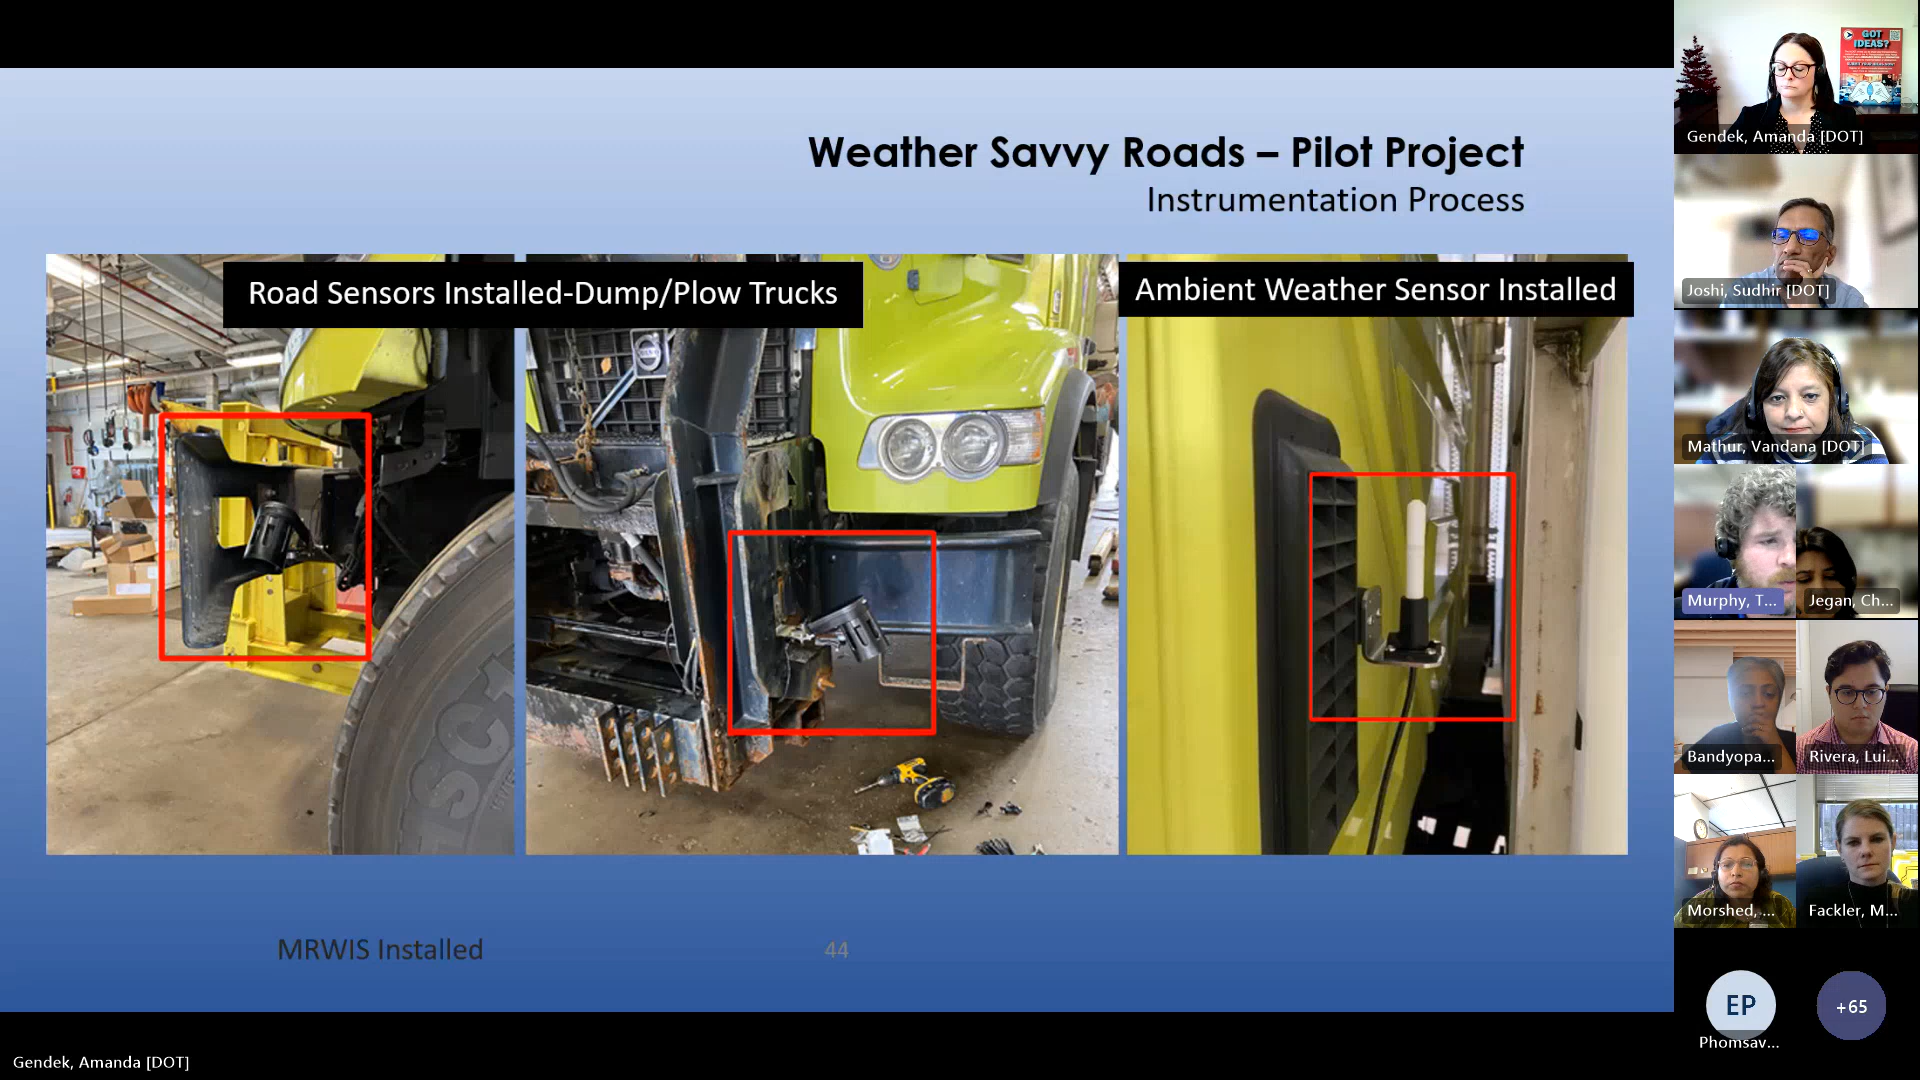 Weather Savvy Roads – Pilot Project
Instrumentation Process
Road Sensors Installed-Dump/Plow Trucks
Ambient Weather Sensor Installed
MRWIS Installed
44
Gendek, Amanda [DOT]
GOT
IDEAS?
Gendek, Amanda [DOT]
Joshi, Sudhir [DOT]
Mathur, Vandana [DOT]
Murphy, T...
Jegan, Ch...
Bandyopa...
Rivera, Lui...
Morshed, ...
Fackler, M...
EP
+65
Phomsav...